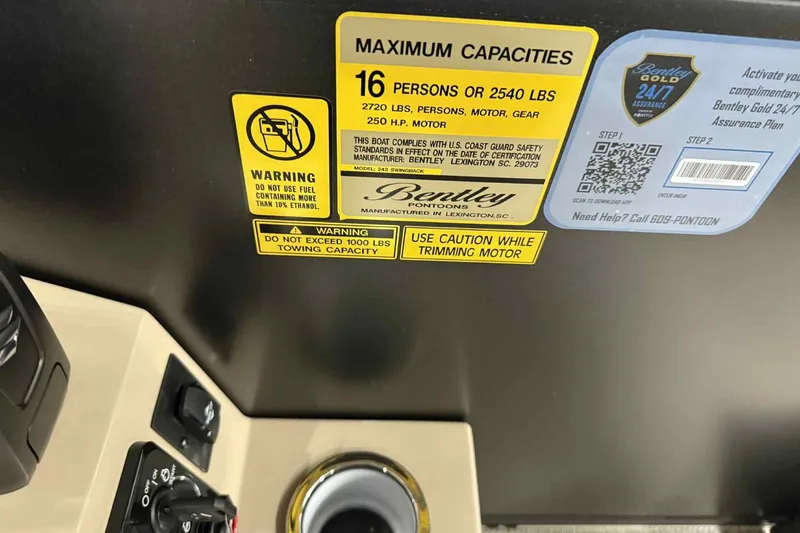 MAXIMUM CAPACITIES
16 PERSONS OR 2540 LBS
2720 LBS, PERSONS, MOTOR, GEAR
250 H.P. MOTOR
THIS BOAT COMPLIES WITH U.S. COAST GUARD SAFETY
STANDARDS IN EFFECT ON THE DATE OF CERTIFICATION
MANUFACTURER: BENTLEY LEXINGTON SC. 29073
MODEL: 243 SWINGBACK
Bentley
PONTOONS
MANUFACTURED IN LEXINGTON, SC.
WARNING
DO NOT USE FUEL
CONTAINING MORE
THAN 10% ETHANOL.
WARNING
DO NOT EXCEED 1000 LBS
TOWING CAPACITY
USE CAUTION WHILE
TRIMMING MOTOR
Bentley
GOLD
24/7
ASSURANCE
Activate you
complimentary
Bentley Gold 24/7
Assurance Plan
STEP 1
SCAN TO DOWNLOAD APP
STEP 2
ENTER IMEI#
Need Help? Call 609-PONTOON
OFF
ON